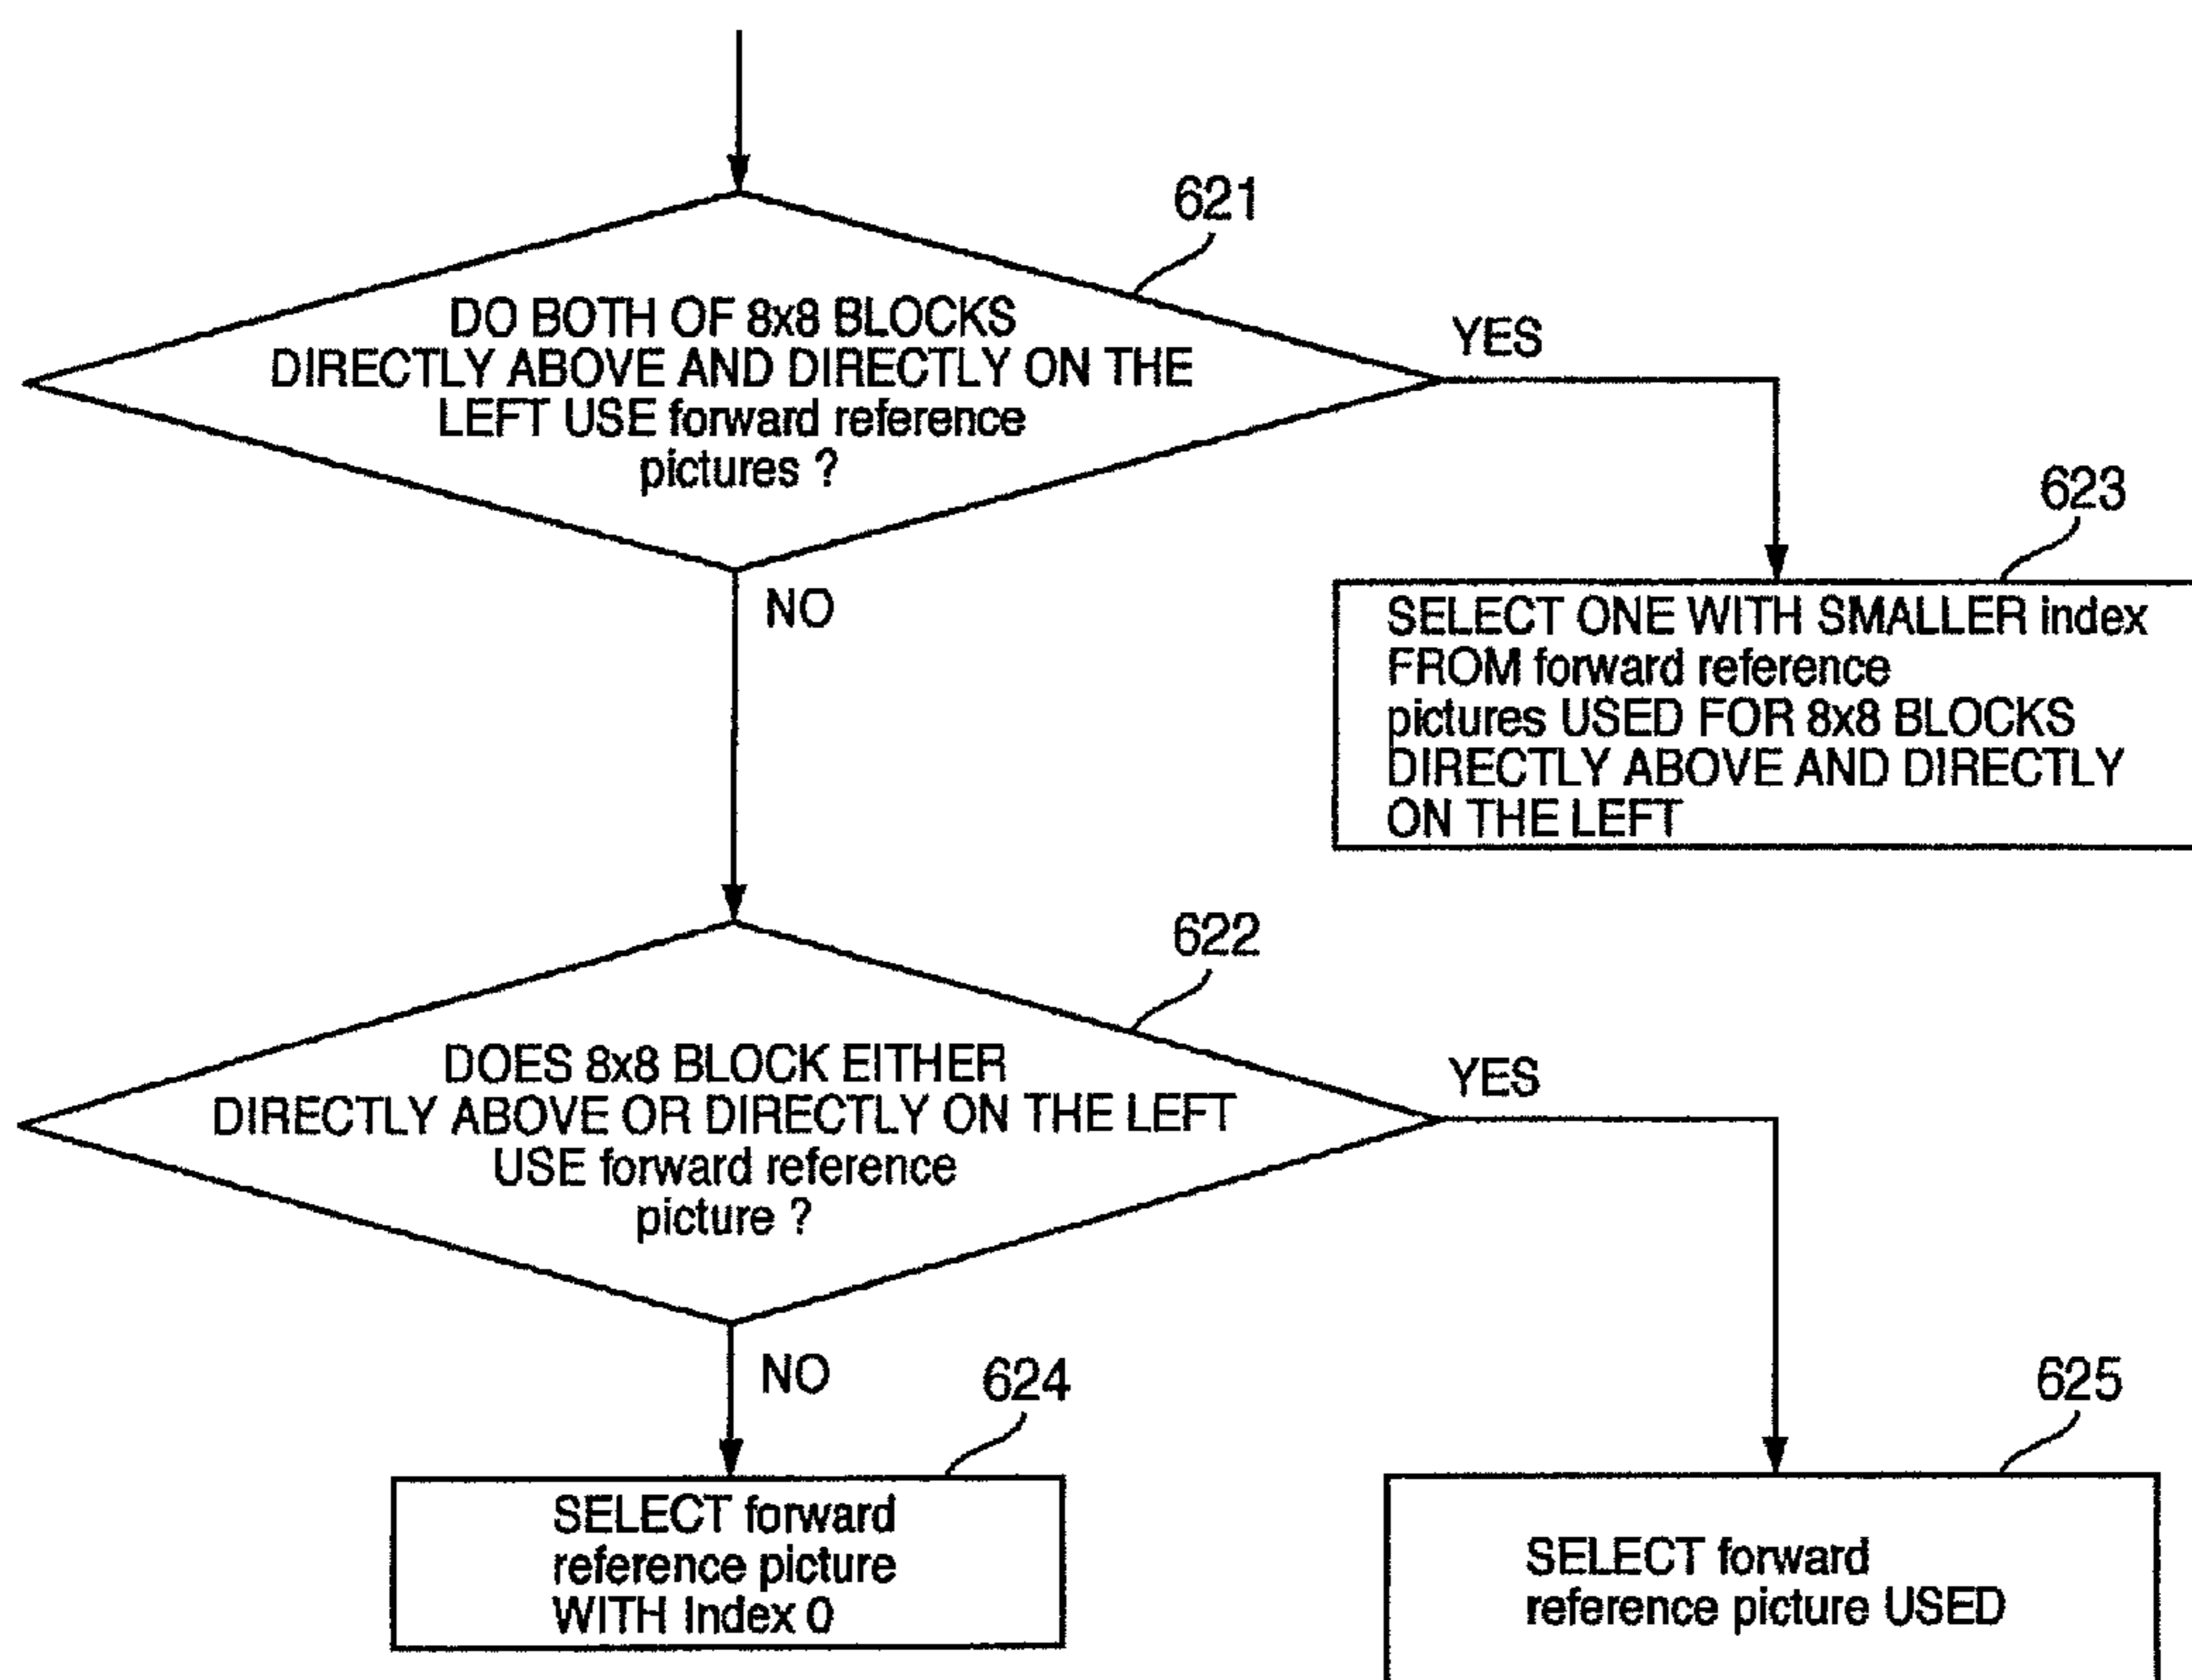 621
DO BOTH OF 8x8 BLOCKS
DIRECTLY ABOVE AND DIRECTLY ON THE
LEFT USE forward reference
pictures ?
YES
NO
623
SELECT ONE WITH SMALLER index
FROM forward reference
pictures USED FOR 8x8 BLOCKS
DIRECTLY ABOVE AND DIRECTLY
ON THE LEFT
622
DOES 8x8 BLOCK EITHER
DIRECTLY ABOVE OR DIRECTLY ON THE LEFT
USE forward reference
picture ?
YES
NO
624
SELECT forward
reference picture
WITH Index 0
625
SELECT forward
reference picture USED